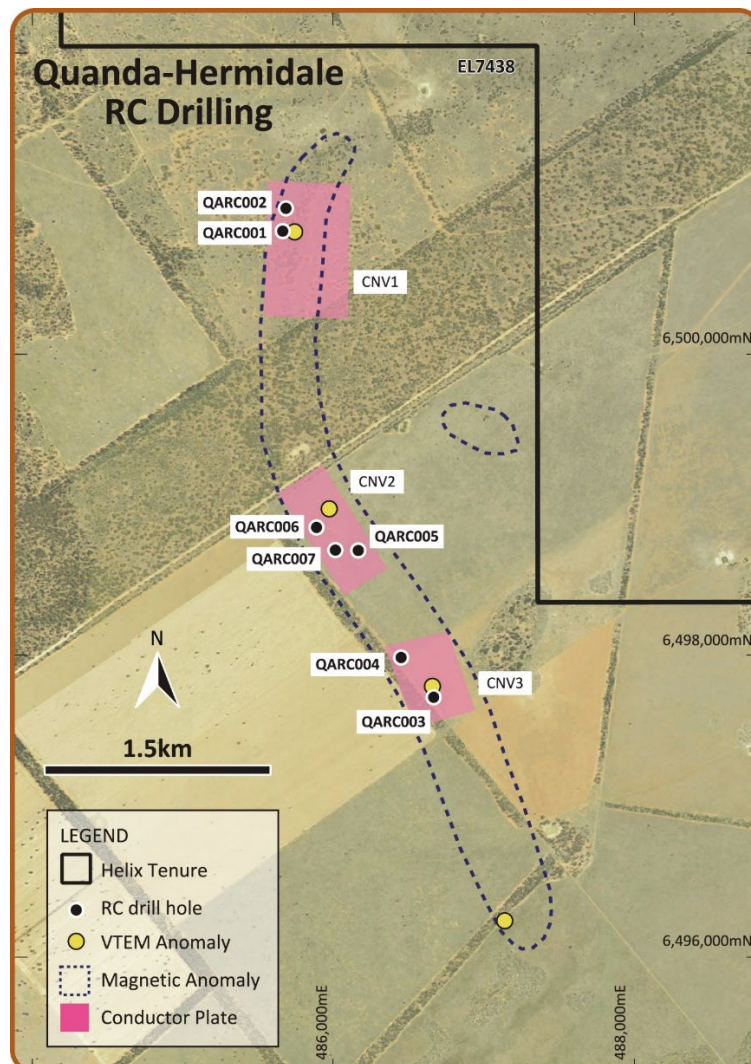 Quanda-Hermidale
RC Drilling
EL7438
QARC002
QARC001
CNV1
6,500,000mN
CNV2
QARC006
QARC005
QARC007
6,498,000mN
QARC004
CNV3
QARC003
N
1.5km
LEGEND
Helix Tenure
RC drill hole
VTEM Anomaly
Magnetic Anomaly
Conductor Plate
6,496,000mN
486,000mE
488,000mE